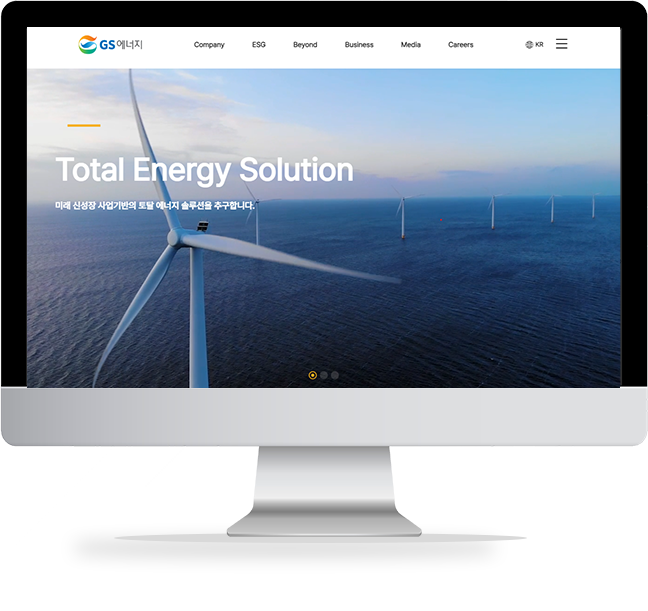 GS에너지
Company ESG Beyond Business Media Careers
KR
Total Energy Solution
미래 신성장 사업기반의 토탈 에너지 솔루션을 추구합니다.